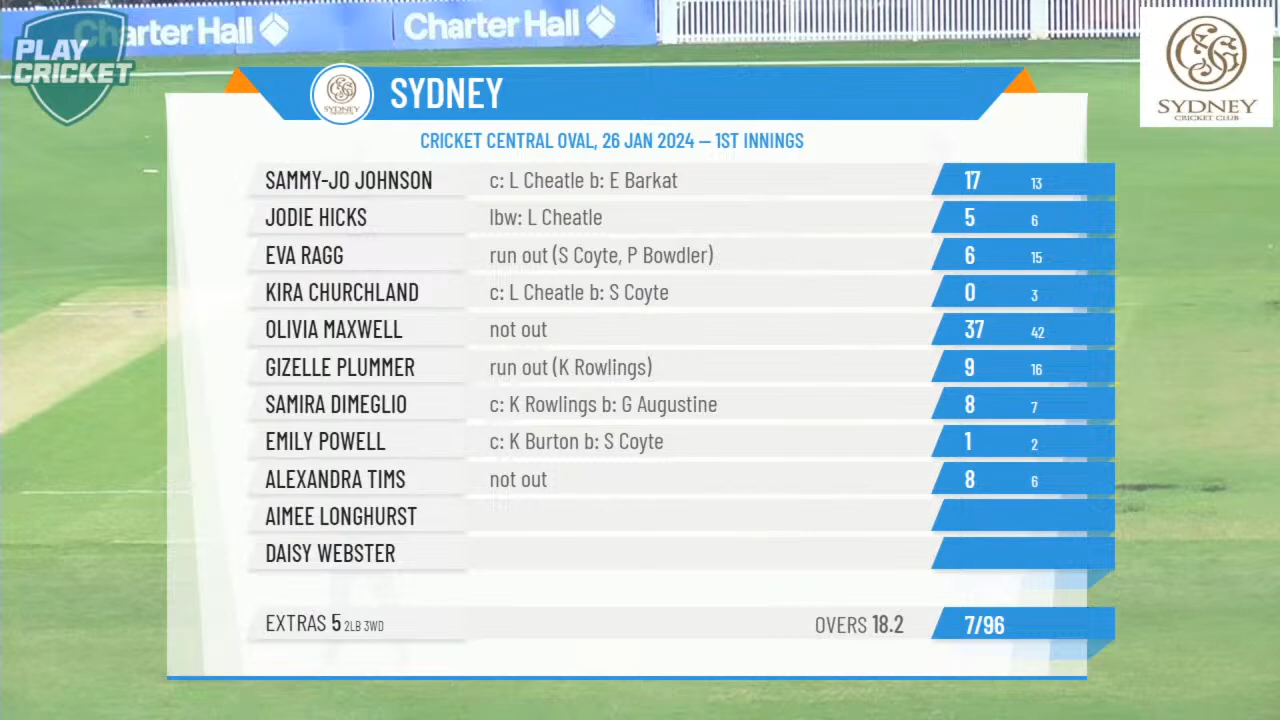 Charter Hall Charter Hall
PLAY
CRICKET
SYDNEY
CRICKET CLUB
SYDNEY
CRICKET CENTRAL OVAL, 26 JAN 2024 – 1ST INNINGS
SAMMY-JO JOHNSON c: L Cheatle b: E Barkat 17 13
JODIE HICKS lbw: L Cheatle 5 6
EVA RAGG run out (S Coyte, P Bowdler) 6 15
KIRA CHURCHLAND c: L Cheatle b: S Coyte 0 3
OLIVIA MAXWELL not out 37 42
GIZELLE PLUMMER run out (K Rowlings) 9 16
SAMIRA DIMEGLIO c: K Rowlings b: G Augustine 8 7
EMILY POWELL c: K Burton b: S Coyte 1 2
ALEXANDRA TIMS not out 8 6
AIMEE LONGHURST
DAISY WEBSTER
EXTRAS 5 2LB 3WD OVERS 18.2 7/96